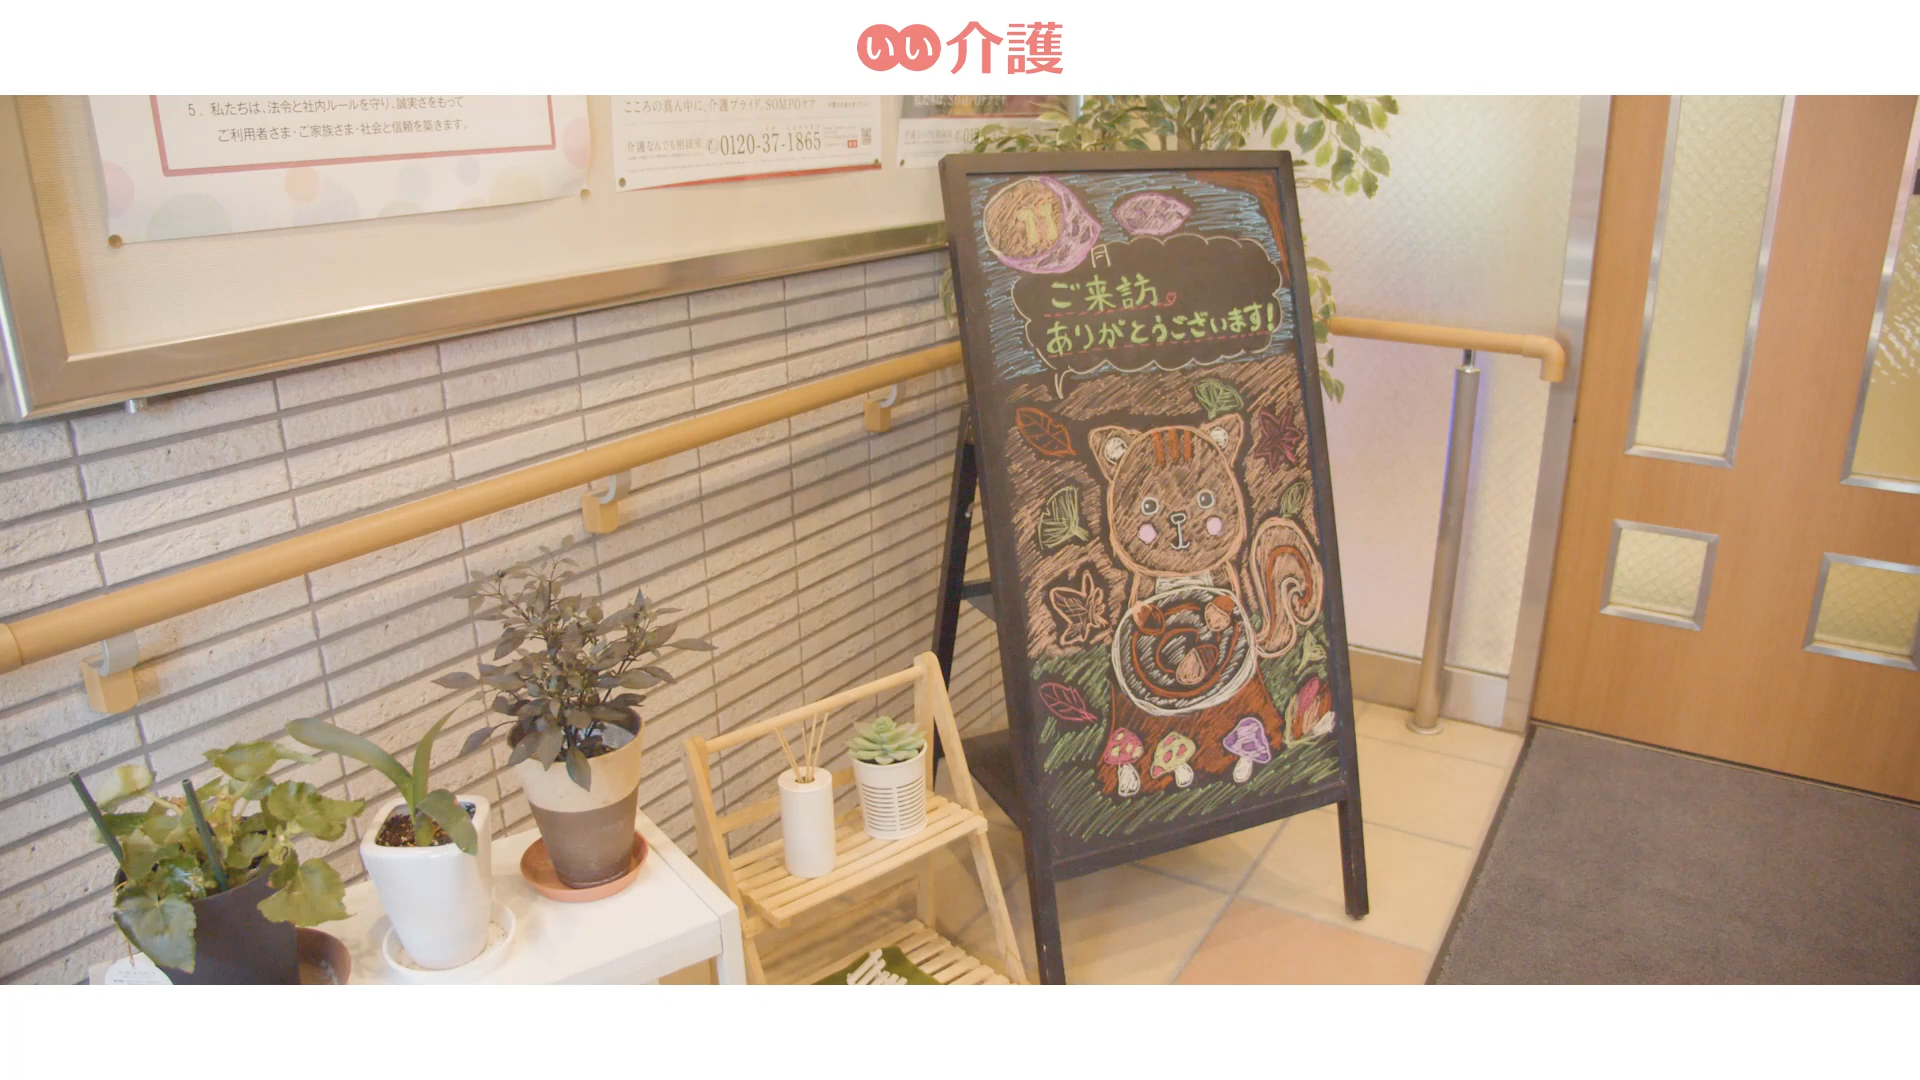 いい介護
5. 私たちは、法令と社内ルールを守り、誠実さをもって
ご利用者さま・ご家族さま・社会と信頼を築きます。
こころの真ん中に、介護プライド。SOMPOケア
介護なんでも相談室 0120-37-1865
11
月
ご来訪
ありがとうございます!